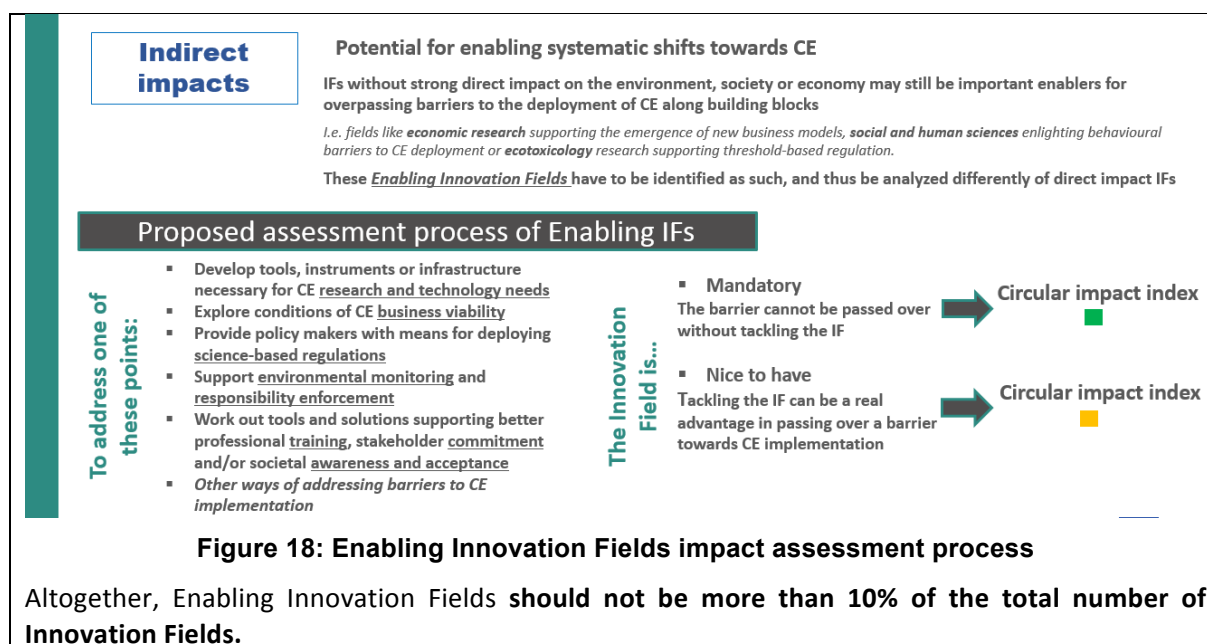 Indirect
impacts
Potential for enabling systematic shifts towards CE
IFs without strong direct impact on the environment, society or economy may still be important enablers for
overpassing barriers to the deployment of CE along building blocks
I.e. fields like economic research supporting the emergence of new business models, social and human sciences enlighting behavioural
barriers to CE deployment or ecotoxicology research supporting threshold-based regulation.
These Enabling Innovation Fields have to be identified as such, and thus be analyzed differently of direct impact IFs
Proposed assessment process of Enabling IFs
To address one of
these points:
▪ Develop tools, instruments or infrastructure
necessary for CE research and technology needs
▪ Explore conditions of CE business viability
▪ Provide policy makers with means for deploying
science-based regulations
▪ Support environmental monitoring and
responsibility enforcement
▪ Work out tools and solutions supporting better
professional training, stakeholder commitment
and/or societal awareness and acceptance
▪ Other ways of addressing barriers to CE
implementation
The Innovation
Field is...
▪ Mandatory
The barrier cannot be passed over
without tackling the IF
Circular impact index
▪ Nice to have
Tackling the IF can be a real
advantage in passing over a barrier
towards CE implementation
Circular impact index
Figure 18: Enabling Innovation Fields impact assessment process
Altogether, Enabling Innovation Fields should not be more than 10% of the total number of
Innovation Fields.